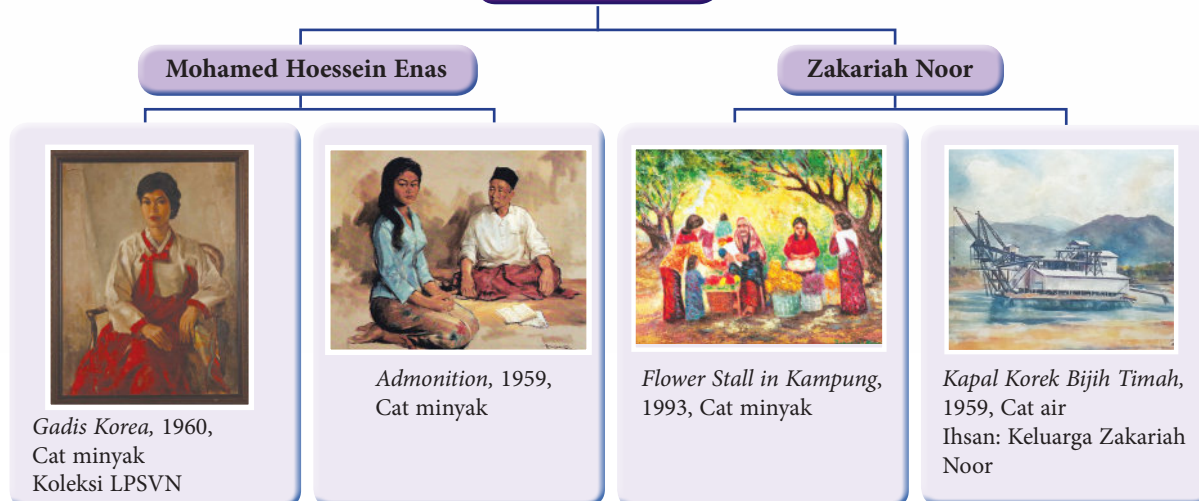 Mohamed Hoessein Enas
Zakariah Noor
Gadis Korea, 1960,
Cat minyak
Koleksi LPSVN
Admonition, 1959,
Cat minyak
Flower Stall in Kampung,
1993, Cat minyak
Kapal Korek Bijih Timah,
1959, Cat air
Ihsan: Keluarga Zakariah
Noor